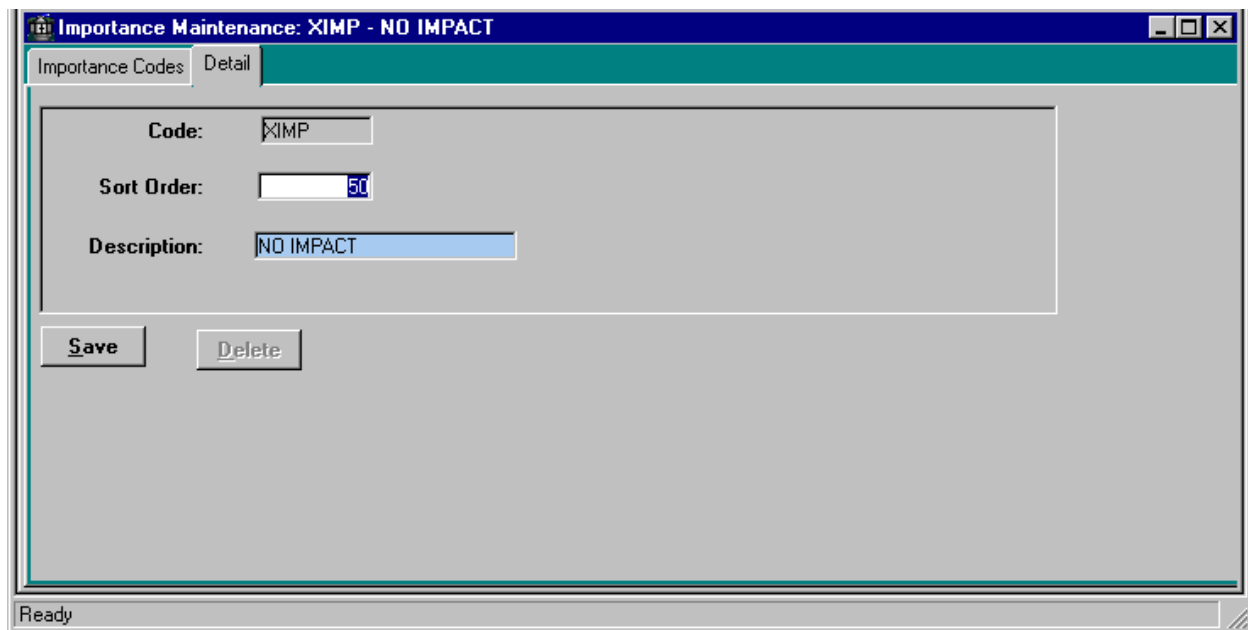 Importance Maintenance: XIMP - NO IMPACT
Importance Codes Detail
Code: XIMP
Sort Order: 50
Description: NO IMPACT
Save Delete
Ready